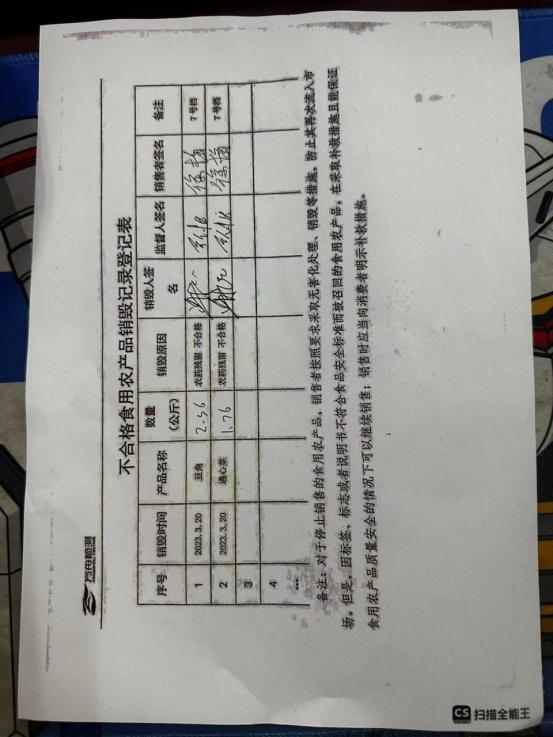 万中检测
不合格食用农产品销毁记录登记表
序号 销毁时间 产品名称 数量（公斤） 销毁原因 销毁人签名 监督人签名 销售者签名 备注
1 2023.3.20 豆角 2.56 农药残留 不合格 7号档
2 2023.3.20 通心菜 1.76 农药残留 不合格 7号档
3
4
...
备注：对于停止销售的食用农产品，销售者按照要求采取无害化处理、销毁等措施，防止其再次流入市
场。但是，因标签、标志或者说明书不符合食品安全标准而被召回的食用农产品，在采取补救措施且能保证
食用农产品质量安全的情况下可以继续销售；销售时应当向消费者明示补救措施。
CS 扫描全能王